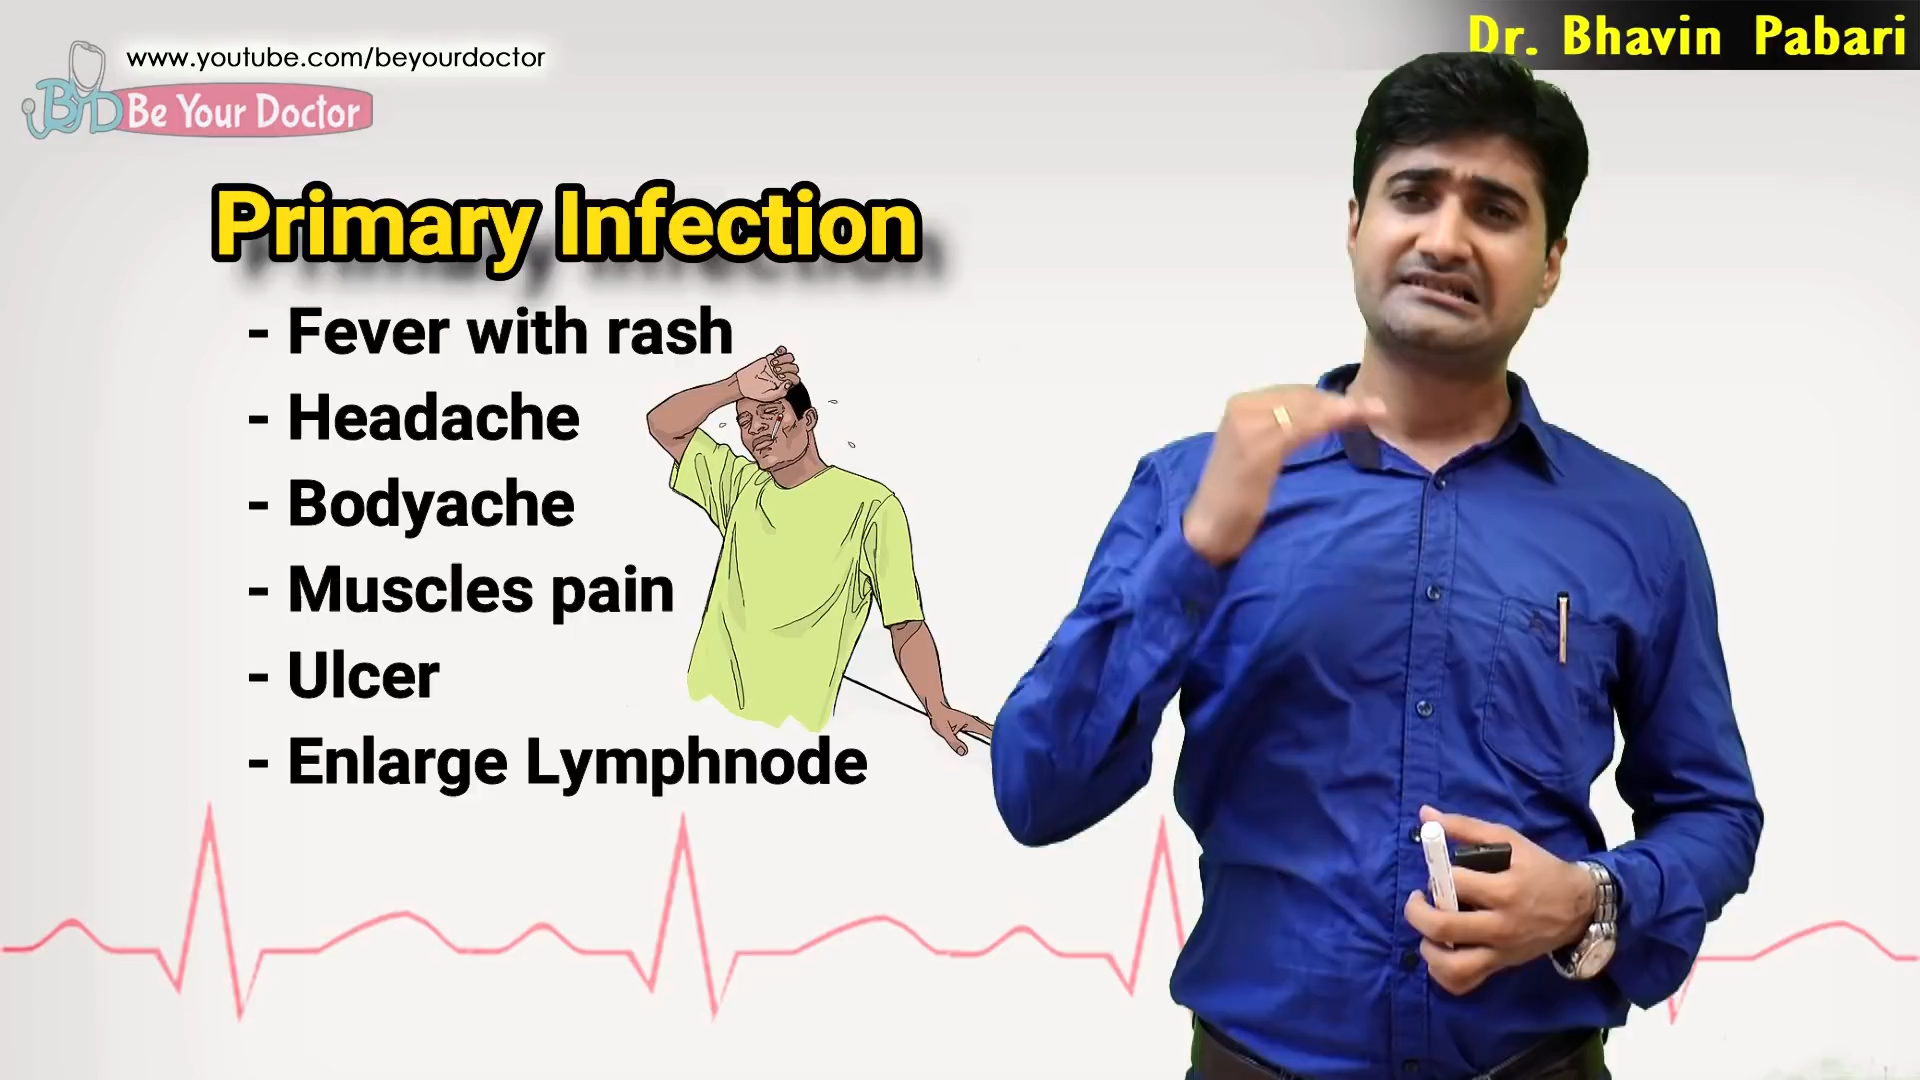 www.youtube.com/beyourdoctor
Dr. Bhavin Pabari
BYD Be Your Doctor
Primary Infection
- Fever with rash
- Headache
- Bodyache
- Muscles pain
- Ulcer
- Enlarge Lymphnode